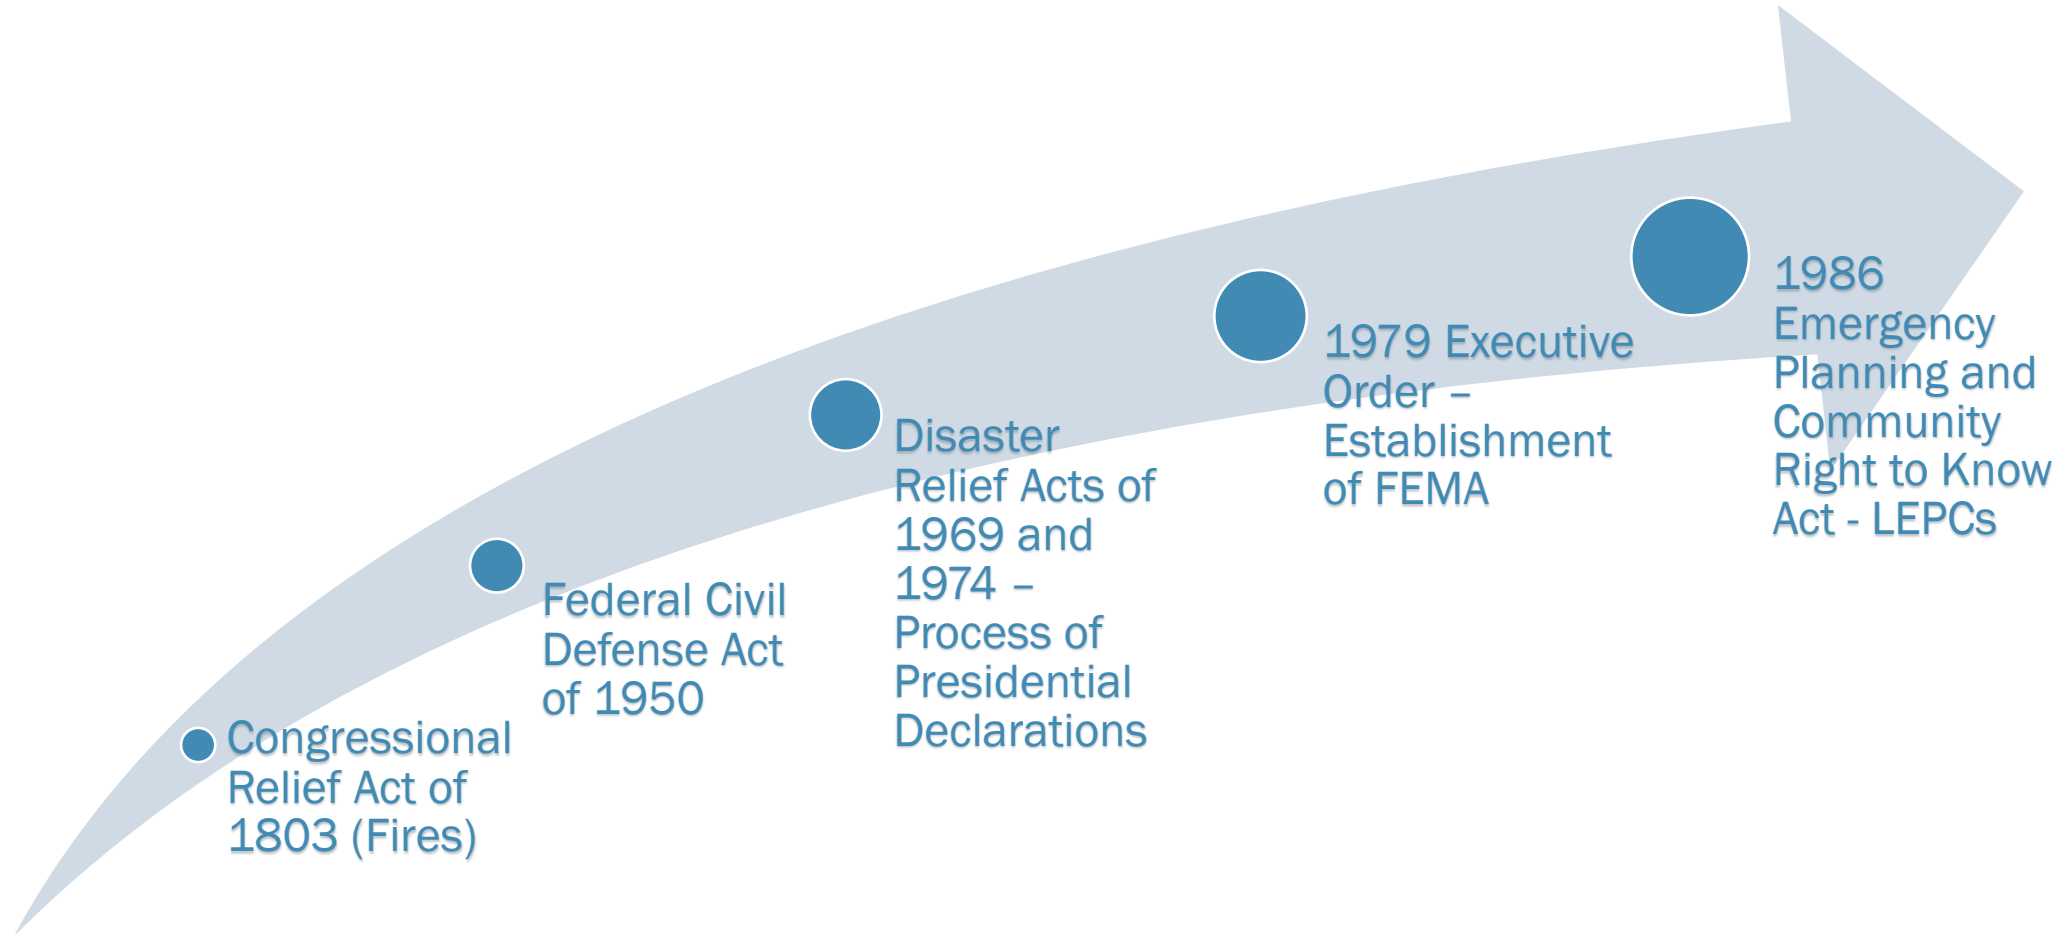 Congressional
Relief Act of
1803 (Fires)
Federal Civil
Defense Act
of 1950
Disaster
Relief Acts of
1969 and
1974 –
Process of
Presidential
Declarations
1979 Executive
Order –
Establishment
of FEMA
1986
Emergency
Planning and
Community
Right to Know
Act - LEPCs